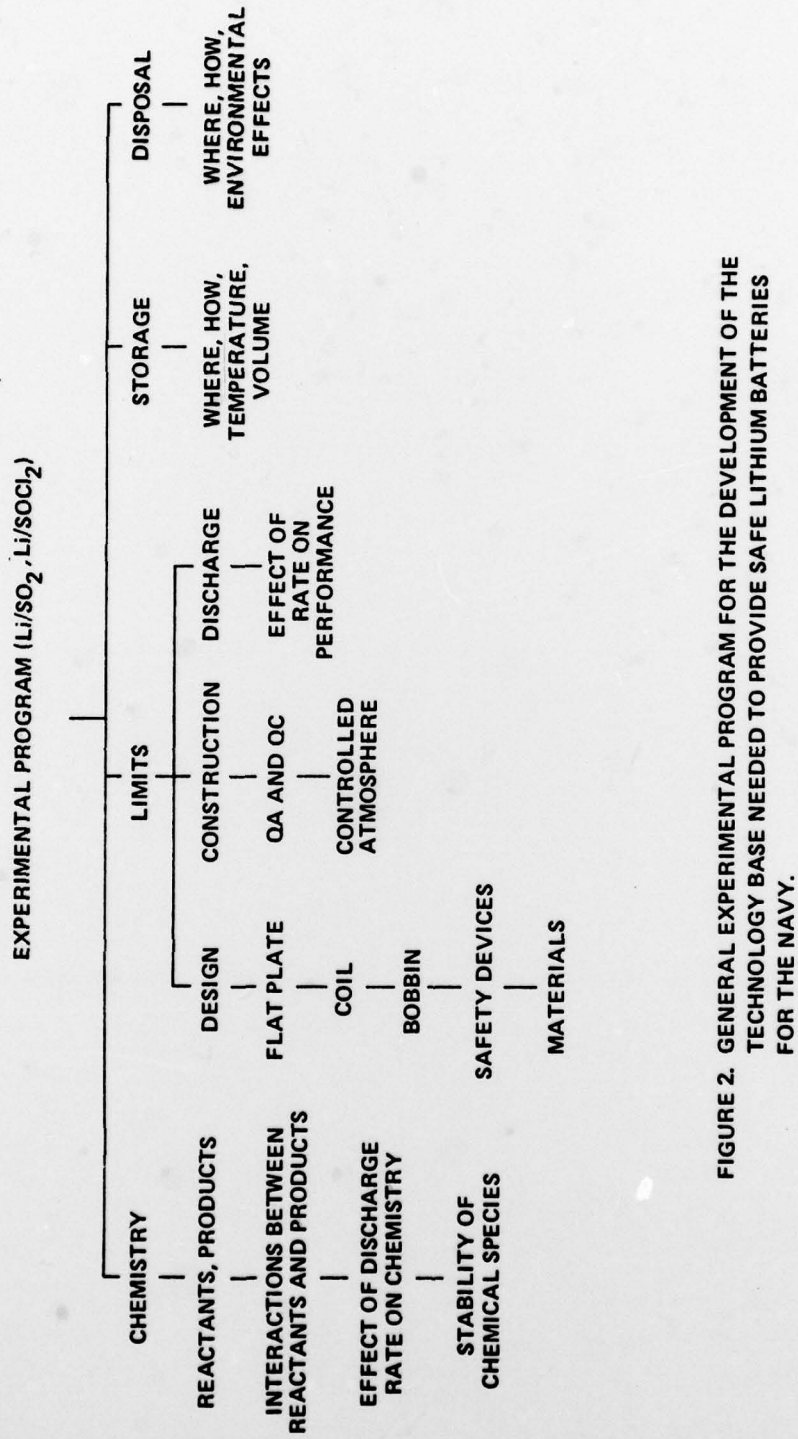 EXPERIMENTAL PROGRAM (Li/SO2, Li/SOCl2)
CHEMISTRY
REACTANTS, PRODUCTS
INTERACTIONS BETWEEN
REACTANTS AND PRODUCTS
EFFECT OF DISCHARGE
RATE ON CHEMISTRY
STABILITY OF
CHEMICAL SPECIES
LIMITS
DESIGN
FLAT PLATE
COIL
BOBBIN
SAFETY DEVICES
MATERIALS
CONSTRUCTION
QA AND QC
CONTROLLED
ATMOSPHERE
DISCHARGE
EFFECT OF
RATE ON
PERFORMANCE
STORAGE
WHERE, HOW,
TEMPERATURE,
VOLUME
DISPOSAL
WHERE, HOW,
ENVIRONMENTAL
EFFECTS
FIGURE 2. GENERAL EXPERIMENTAL PROGRAM FOR THE DEVELOPMENT OF THE
TECHNOLOGY BASE NEEDED TO PROVIDE SAFE LITHIUM BATTERIES
FOR THE NAVY.